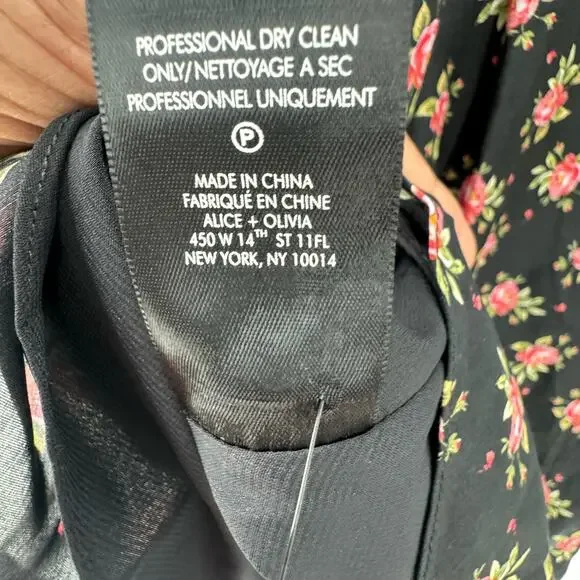 PROFESSIONAL DRY CLEAN
ONLY/NETTOYAGE A SEC
PROFESSIONNEL UNIQUEMENT
P
MADE IN CHINA
FABRIQUÉ EN CHINE
ALICE + OLIVIA
450 W 14TH ST 11FL
NEW YORK, NY 10014